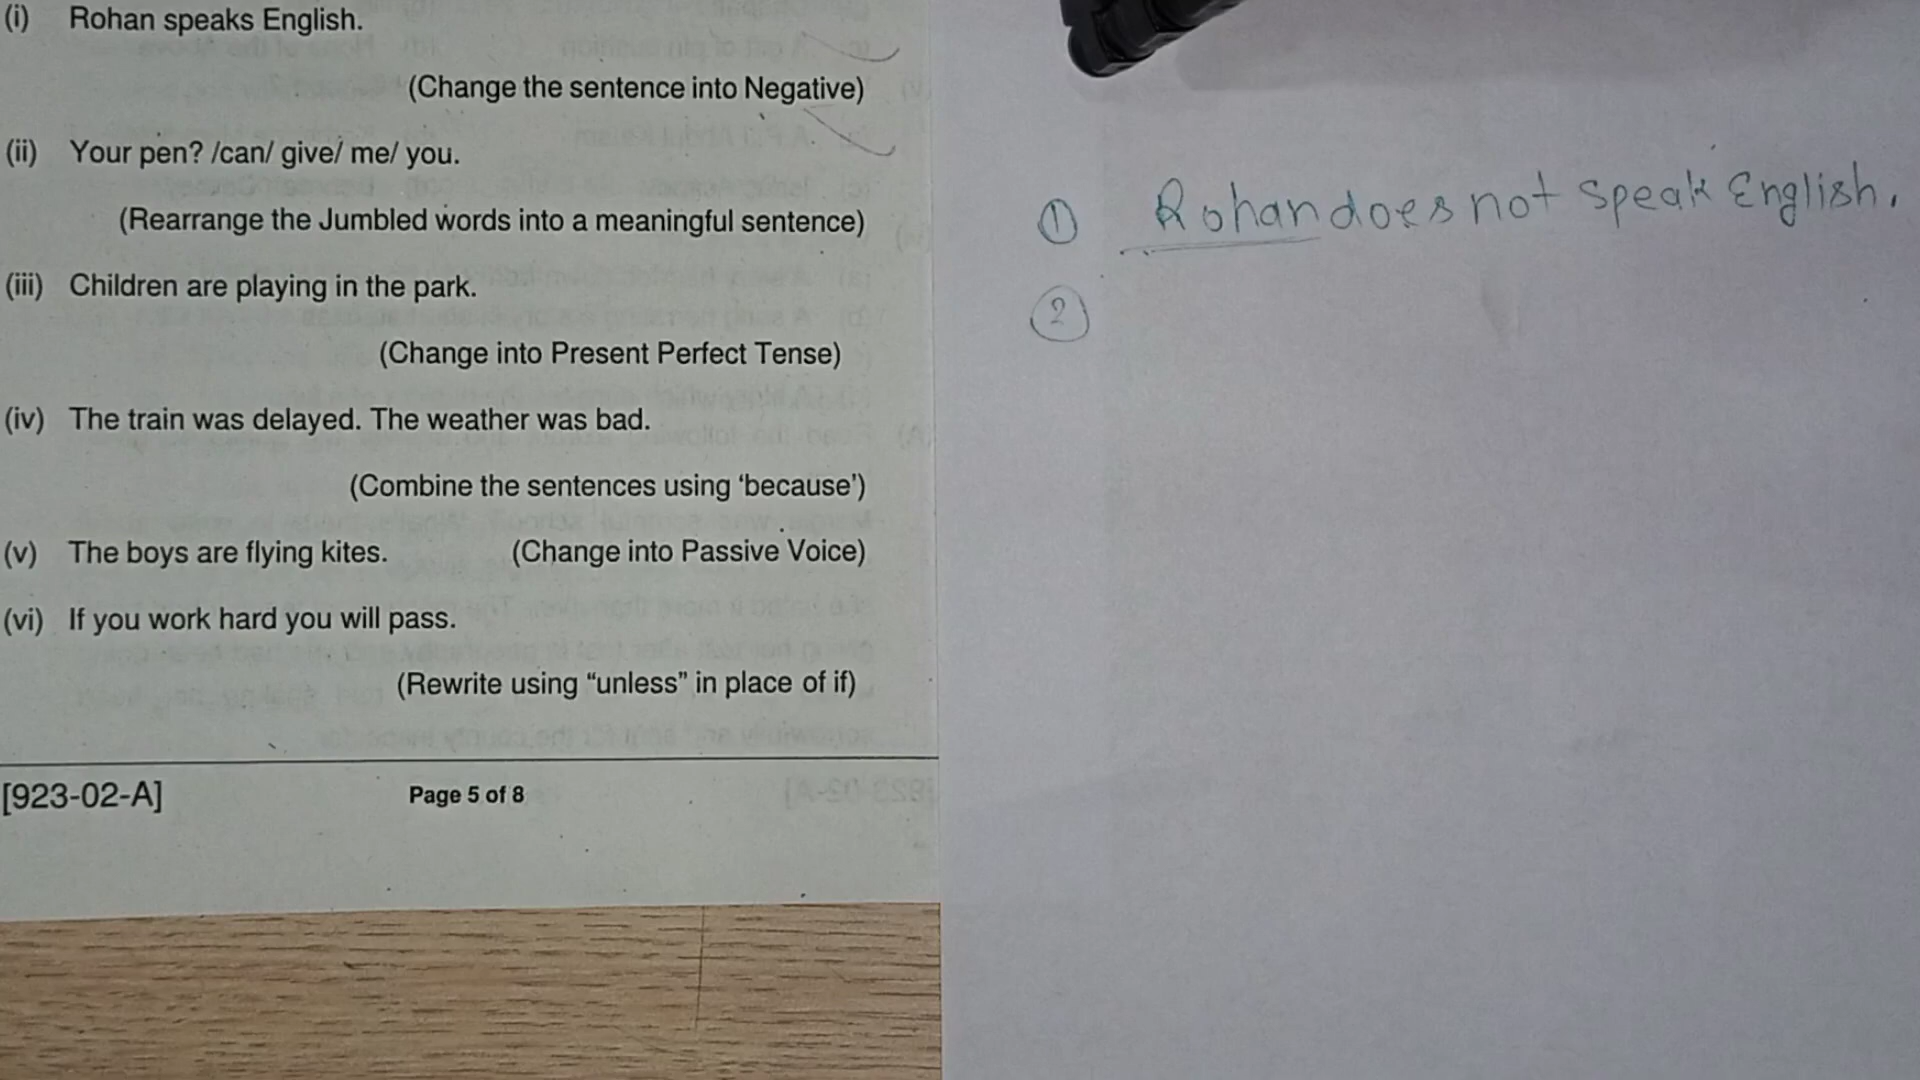 (i) Rohan speaks English.
(Change the sentence into Negative)
(ii) Your pen? /can/ give/ me/ you.
(Rearrange the Jumbled words into a meaningful sentence)
(iii) Children are playing in the park.
(Change into Present Perfect Tense)
(iv) The train was delayed. The weather was bad.
(Combine the sentences using ‘because’)
(v) The boys are flying kites. (Change into Passive Voice)
(vi) If you work hard you will pass.
(Rewrite using “unless” in place of if)
[923-02-A] Page 5 of 8
1 Rohan does not speak English.
2